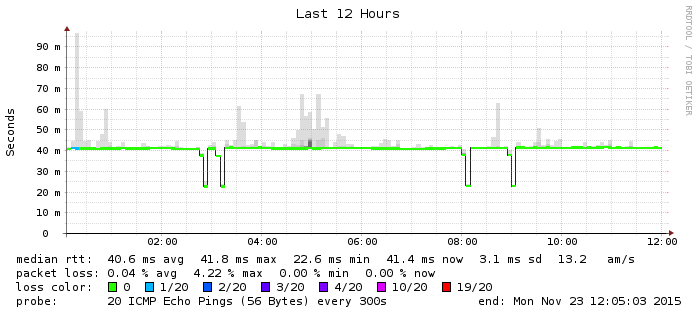 Last 12 Hours
RRDTOOL / TOBI OETIKER
Seconds
90 m
80 m
70 m
60 m
50 m
40 m
30 m
20 m
10 m
0
02:00 04:00 06:00 08:00 10:00 12:00
median rtt: 40.6 ms avg 41.8 ms max 22.6 ms min 41.4 ms now 3.1 ms sd 13.2 am/s
packet loss: 0.04 % avg 4.22 % max 0.00 % min 0.00 % now
loss color: 0 1/20 2/20 3/20 4/20 10/20 19/20
probe: 20 ICMP Echo Pings (56 Bytes) every 300s end: Mon Nov 23 12:05:03 2015